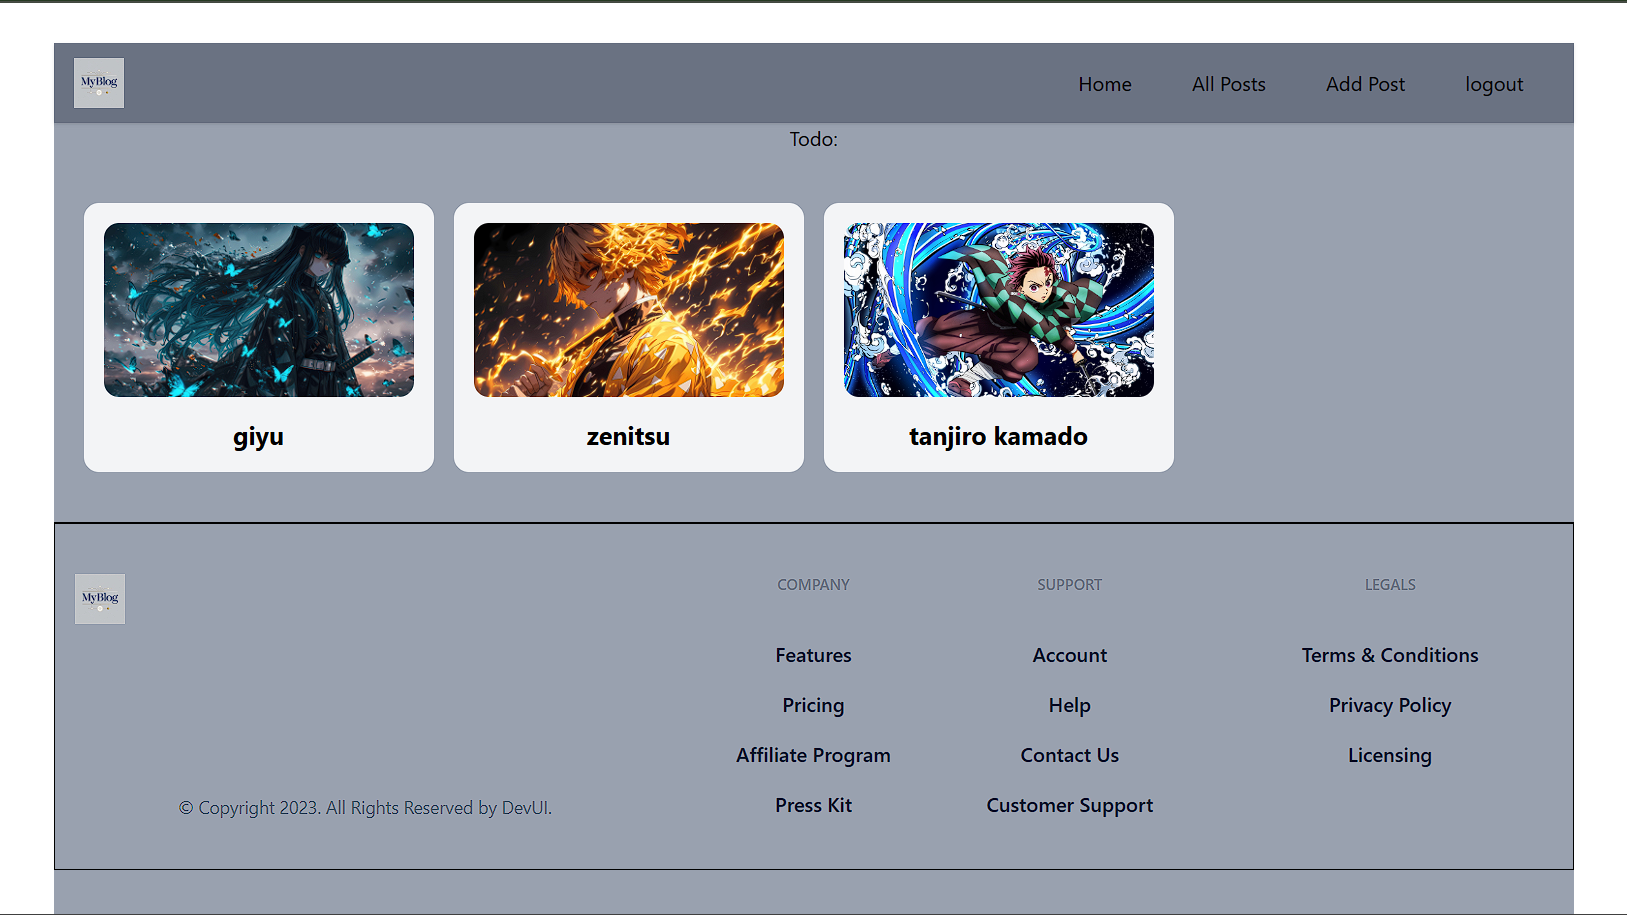 MyBlog
Home All Posts Add Post logout
Todo:
giyu zenitsu tanjiro kamado
MyBlog
COMPANY SUPPORT LEGALS
Features Account Terms & Conditions
Pricing Help Privacy Policy
Affiliate Program Contact Us Licensing
Press Kit Customer Support
© Copyright 2023. All Rights Reserved by DevUI.